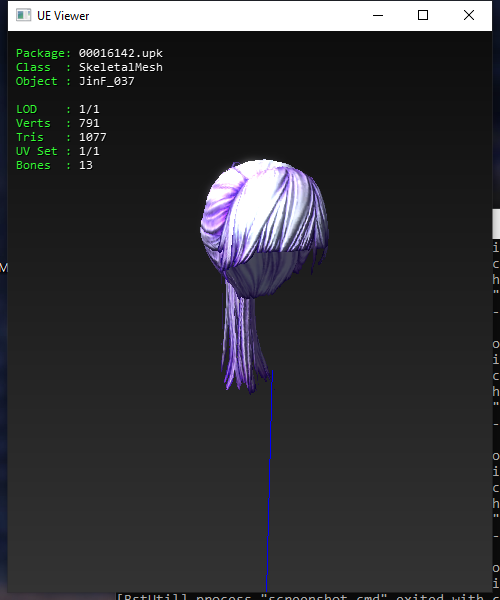 UE Viewer
Package: 00016142.upk
Class  : SkeletalMesh
Object : JinF_037
LOD    : 1/1
Verts  : 791
Tris   : 1077
UV Set : 1/1
Bones  : 13
M
i
c
h
"
-
o
i
c
h
"
-
o
i
c
h
"
-
o
i
[BstUtil] process "screenshot.cmd" exited with c